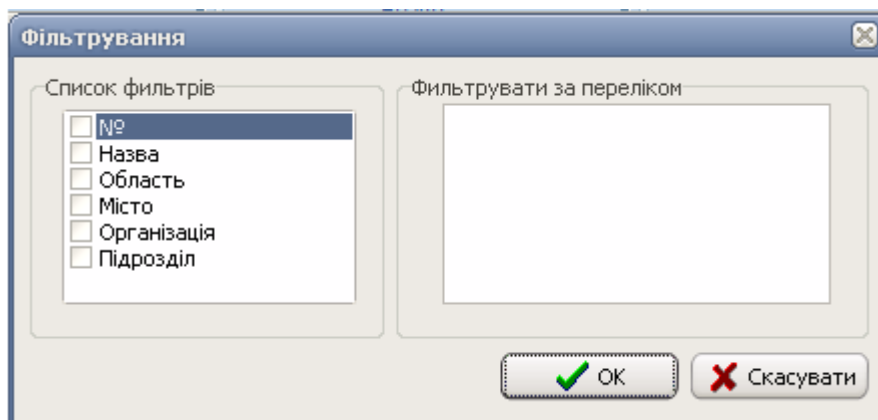 Фільтрування
Список фильтрів
Фильтрувати за переліком
№
Назва
Область
Місто
Організація
Підрозділ
OK
Скасувати